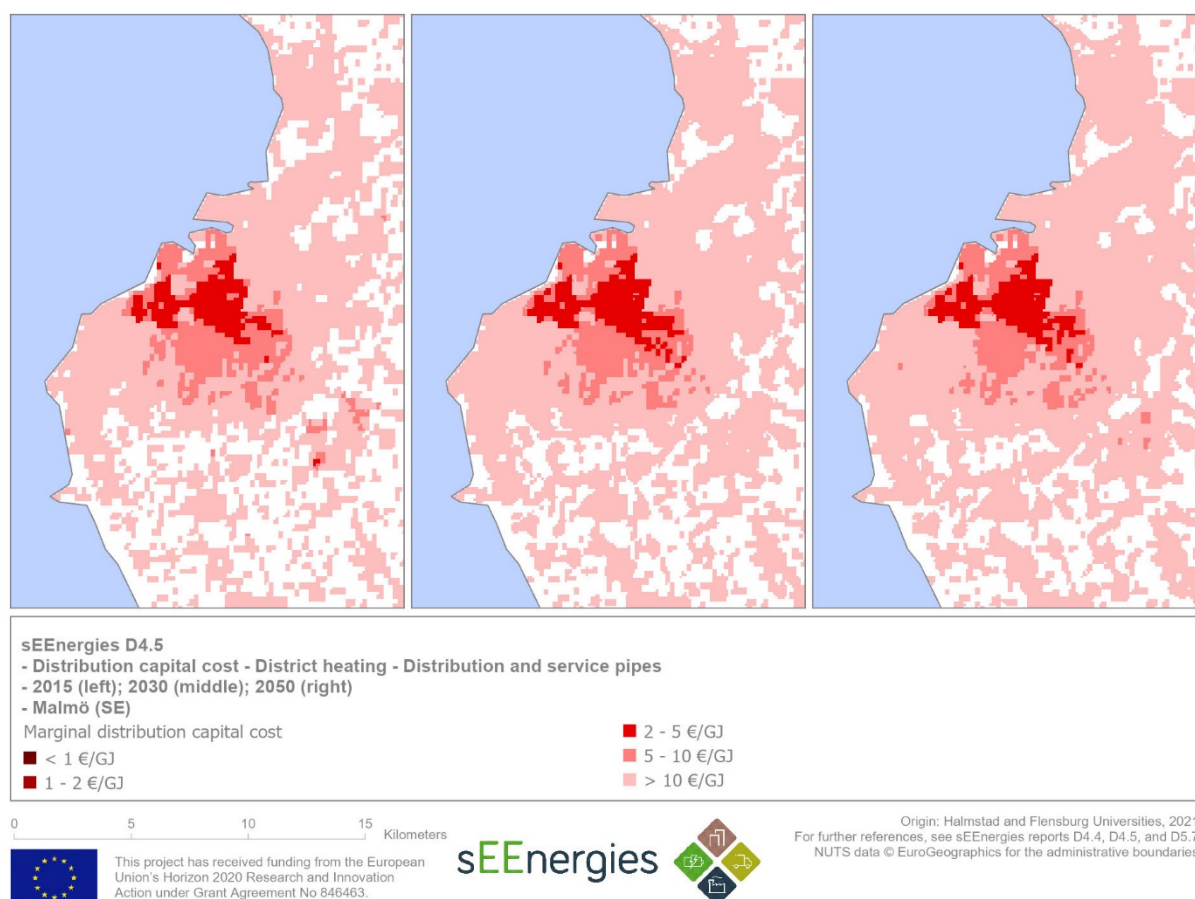 sEEnergies D4.5
- Distribution capital cost - District heating - Distribution and service pipes
- 2015 (left); 2030 (middle); 2050 (right)
- Malmö (SE)
Marginal distribution capital cost
< 1 €/GJ
1 - 2 €/GJ
2 - 5 €/GJ
5 - 10 €/GJ
> 10 €/GJ
0 5 10 15
Kilometers
This project has received funding from the European
Union's Horizon 2020 Research and Innovation
Action under Grant Agreement No 846463.
sEEnergies
Origin: Halmstad and Flensburg Universities, 2021
For further references, see sEEnergies reports D4.4, D4.5, and D5.7
NUTS data © EuroGeographics for the administrative boundaries